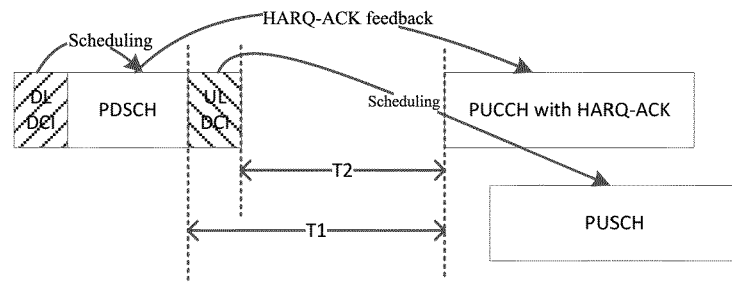 HARQ-ACK feedback
Scheduling
DL
DCI
PDSCH
UL
DCI
Scheduling
PUCCH with HARQ-ACK
T2
PUSCH
T1